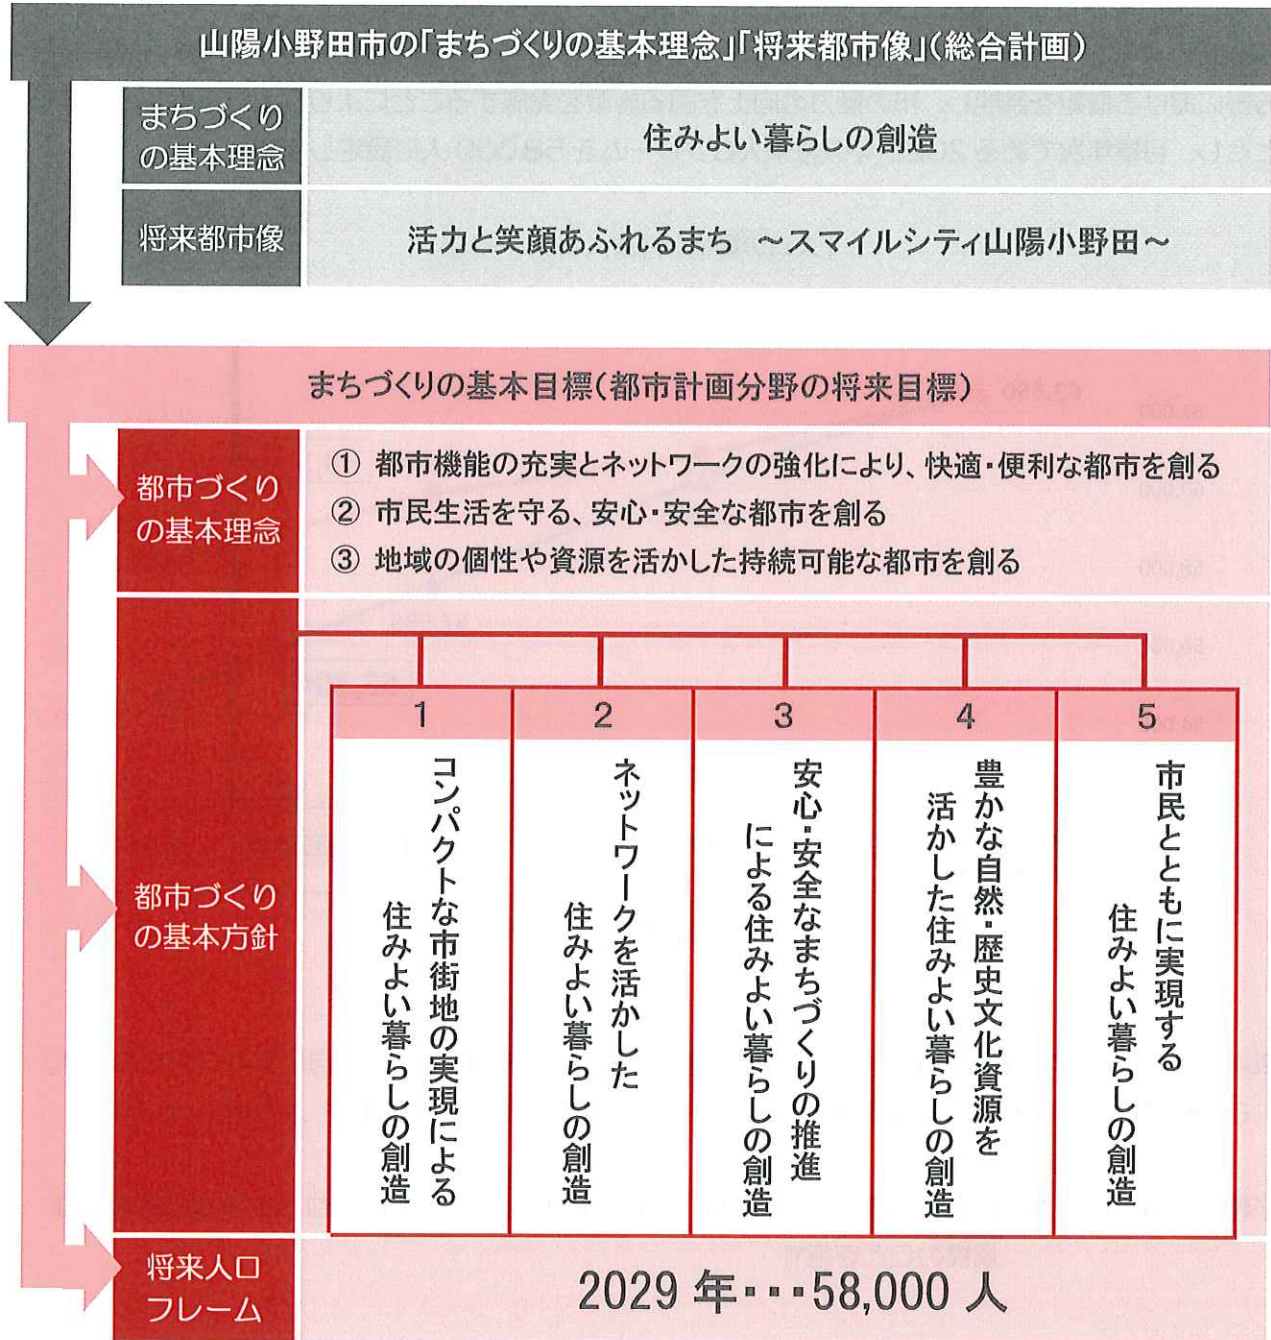 山陽小野田市の「まちづくりの基本理念」「将来都市像」(総合計画)
まちづくり
の基本理念
住みよい暮らしの創造
将来都市像
活力と笑顔あふれるまち ～スマイルシティ山陽小野田～
まちづくりの基本目標(都市計画分野の将来目標)
都市づくり
の基本理念
① 都市機能の充実とネットワークの強化により、快適・便利な都市を創る
② 市民生活を守る、安心・安全な都市を創る
③ 地域の個性や資源を活かした持続可能な都市を創る
都市づくり
の基本方針
1
コンパクトな市街地の実現による
住みよい暮らしの創造
2
ネットワークを活かした
住みよい暮らしの創造
3
安心・安全なまちづくりの推進
による住みよい暮らしの創造
4
豊かな自然・歴史文化資源を
活かした住みよい暮らしの創造
5
市民とともに実現する
住みよい暮らしの創造
将来人口
フレーム
2029 年・・・58,000 人